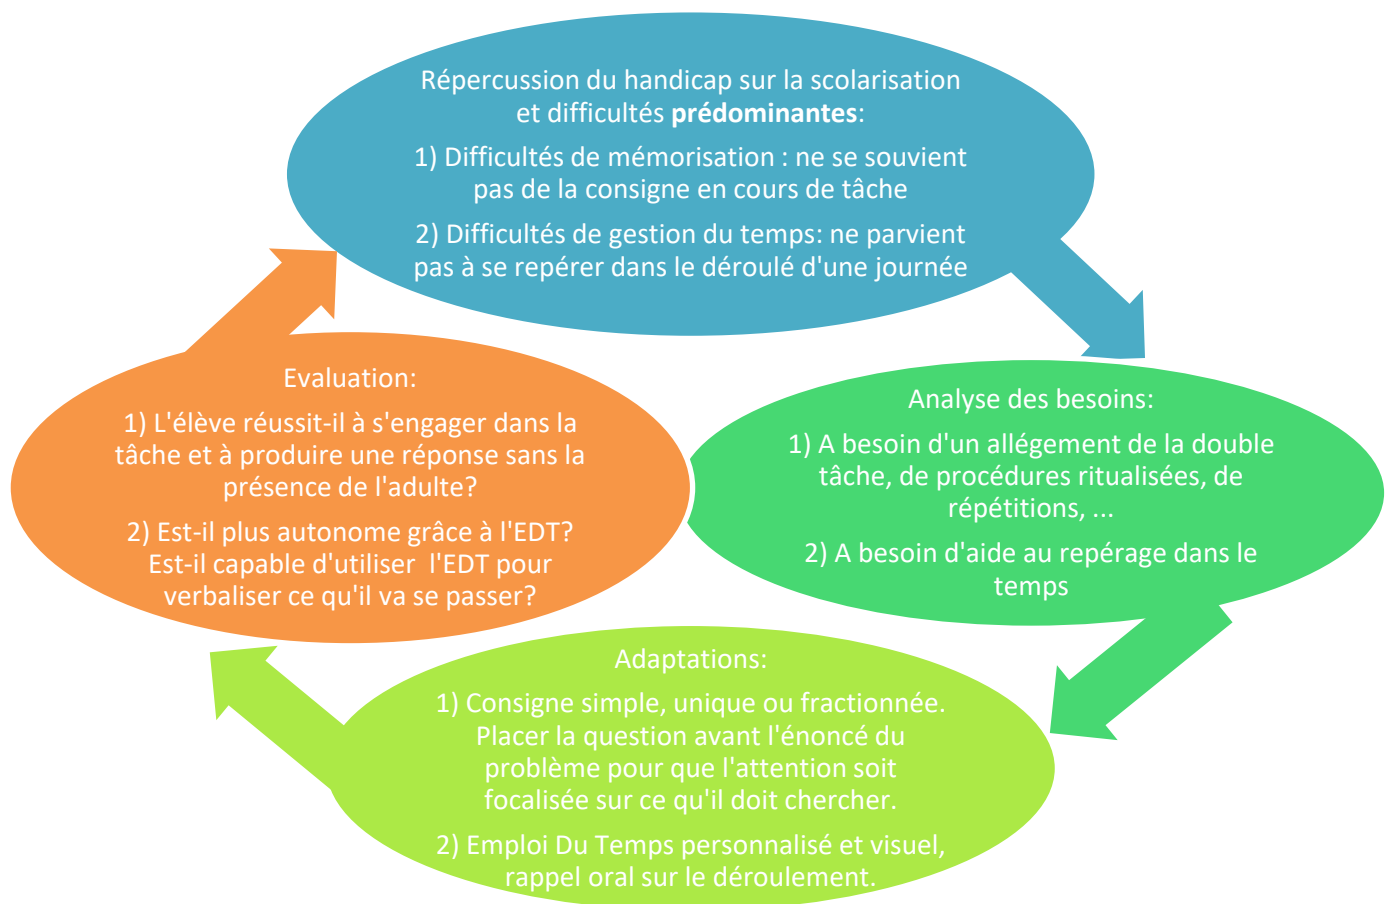 Répercussion du handicap sur la scolarisation
et difficultés prédominantes:
1) Difficultés de mémorisation : ne se souvient
pas de la consigne en cours de tâche
2) Difficultés de gestion du temps: ne parvient
pas à se repérer dans le déroulé d'une journée
Analyse des besoins:
1) A besoin d'un allégement de la double
tâche, de procédures ritualisées, de
répétitions, ...
2) A besoin d'aide au repérage dans le
temps
Adaptations:
1) Consigne simple, unique ou fractionnée.
Placer la question avant l'énoncé du
problème pour que l'attention soit
focalisée sur ce qu'il doit chercher.
2) Emploi Du Temps personnalisé et visuel,
rappel oral sur le déroulement.
Evaluation:
1) L'élève réussit-il à s'engager dans la
tâche et à produire une réponse sans la
présence de l'adulte?
2) Est-il plus autonome grâce à l'EDT?
Est-il capable d'utiliser l'EDT pour
verbaliser ce qu'il va se passer?